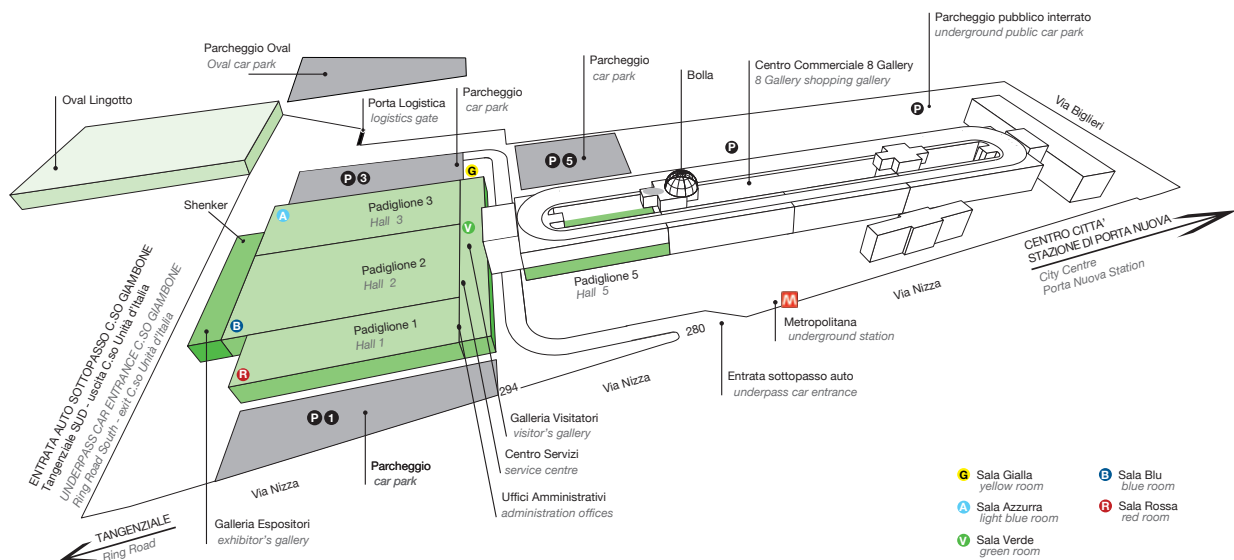 Parcheggio pubblico interrato
underground public car park
Parcheggio Oval
Oval car park
Parcheggio
car park
Centro Commerciale 8 Gallery
8 Gallery shopping gallery
Bolla
Oval Lingotto
Parcheggio
car park
Porta Logistica
logistics gate
Via Biglieri
P
P
P 5
P 3
G
Shenker
A
Padiglione 3
Hall 3
V
CENTRO CITTA'
STAZIONE DI PORTA NUOVA
City Centre
Porta Nuova Station
Padiglione 2
Hall 2
Padiglione 5
Hall 5
Via Nizza
M
Metropolitana
underground station
B
Padiglione 1
Hall 1
280
R
294
Via Nizza
Entrata sottopasso auto
underpass car entrance
ENTRATA AUTO SOTTOPASSO C.SO GIAMBONE
Tangenziale SUD - uscita C.so Unità d'Italia
UNDERPASS CAR ENTRANCE C.SO GIAMBONE
Ring Road South - exit C.so Unità d'Italia
P 1
Galleria Visitatori
visitor's gallery
Centro Servizi
service centre
Parcheggio
car park
Uffici Amministrativi
administration offices
Via Nizza
Galleria Espositori
exhibitor's gallery
TANGENZIALE
Ring Road
G Sala Gialla
yellow room
A Sala Azzurra
light blue room
V Sala Verde
green room
B Sala Blu
blue room
R Sala Rossa
red room